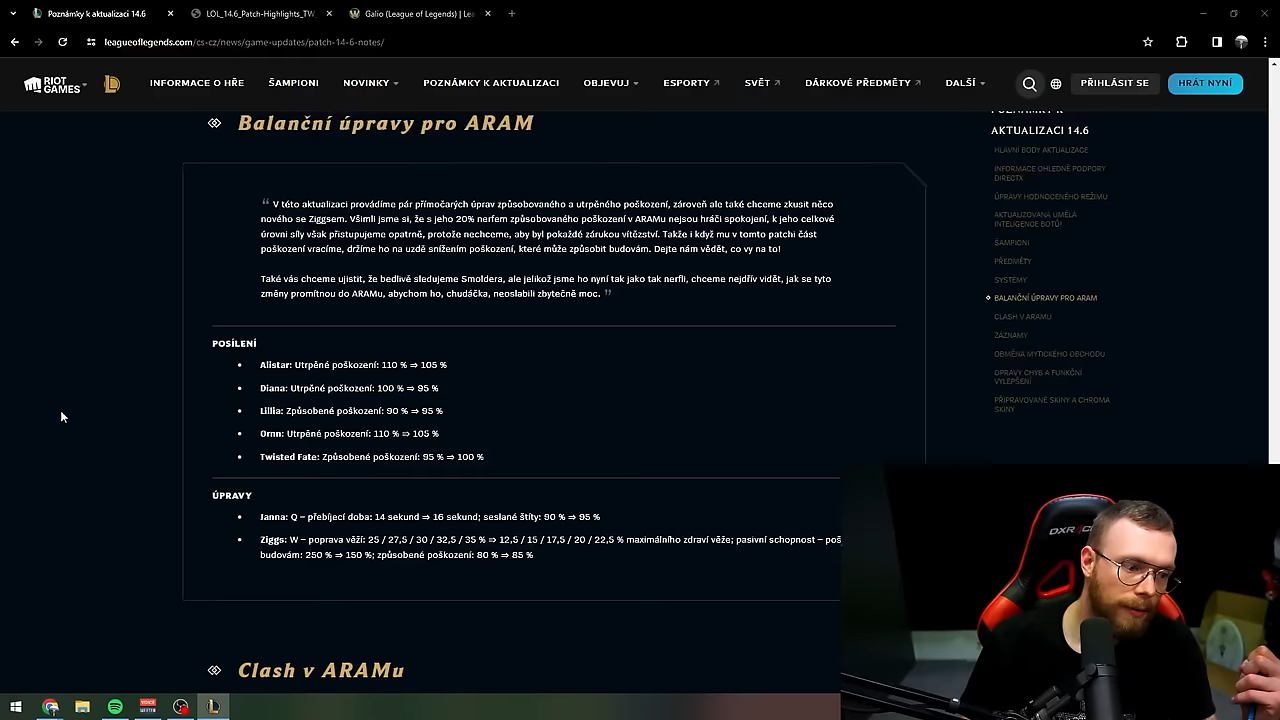 Poznámky k aktualizaci 14.6
LOL_14.6_Patch-Highlights_TW_
Galio (League of Legends) | Le
leagueoflegends.com/cs-cz/news/game-updates/patch-14-6-notes/
RIOT GAMES
INFORMACE O HŘE
ŠAMPIONI
NOVINKY
POZNÁMKY K AKTUALIZACI
OBJEVUJ
ESPORTY
SVĚT
DÁRKOVÉ PŘEDMĚTY
DALŠÍ
PŘIHLÁSIT SE
HRÁT NYNÍ
Balanční úpravy pro ARAM
“ V této aktualizaci provedeme pár přímočarých úprav způsobovaného a utrpěného poškození, zároveň ale také chceme zkusit něco
nového se Ziggsem. Všimli jsme si, že s jeho 20% nerfem způsobovaného poškození v ARAMu nejsou hráči spokojení, k jeho celkové
úrovni síly však přistupujeme opatrně, protože nechceme, aby byl pokaždé zárukou vítězství. Takže i když mu v tomto patchi část
poškození vracíme, držíme ho na uzdě snížením poškození, které může způsobit budovám. Dejte nám vědět, co vy na to!
Také vás chceme ujistit, že bedlivě sledujeme Smoldera, ale jelikož jsme ho nyní tak jako tak nerfli, chceme nejdřív vidět, jak se tyto
změny promítnou do ARAMu, abychom ho, chudáčka, neoslabili zbytečně moc. ”
POSÍLENÍ
Alistar: Utrpěné poškození: 110 % ⇒ 105 %
Diana: Utrpěné poškození: 100 % ⇒ 95 %
Lillia: Způsobené poškození: 90 % ⇒ 95 %
Ornn: Utrpěné poškození: 110 % ⇒ 105 %
Twisted Fate: Způsobené poškození: 95 % ⇒ 100 %
ÚPRAVY
Janna: Q – přebíjecí doba: 14 sekund ⇒ 16 sekund; seslané štíty: 90 % ⇒ 95 %
Ziggs: W – poprava věží: 25 / 27,5 / 30 / 32,5 / 35 % ⇒ 12,5 / 15 / 17,5 / 20 / 22,5 % maximálního zdraví věže; pasivní schopnost – poš
budovám: 250 % ⇒ 150 %; způsobené poškození: 80 % ⇒ 85 %
Clash v ARAMu
POZNÁMKY K
AKTUALIZACI 14.6
HLAVNÍ BODY AKTUALIZACE
INFORMACE OHLEDNĚ PODPORY
DIRECTX
ÚPRAVY HODNOCENÉHO REŽIMU
AKTUALIZOVANÁ UMĚLÁ
INTELIGENCE BOTŮ!
ŠAMPIONI
PŘEDMĚTY
SYSTÉMY
BALANČNÍ ÚPRAVY PRO ARAM
CLASH V ARAMU
ZÁZNAMY
OBMĚNA MYTICKÉHO OBCHODU
OPRAVY CHYB A FUNKČNÍ
VYLEPŠENÍ
PŘIPRAVOVANÉ SKINY A CHROMA
SKINY